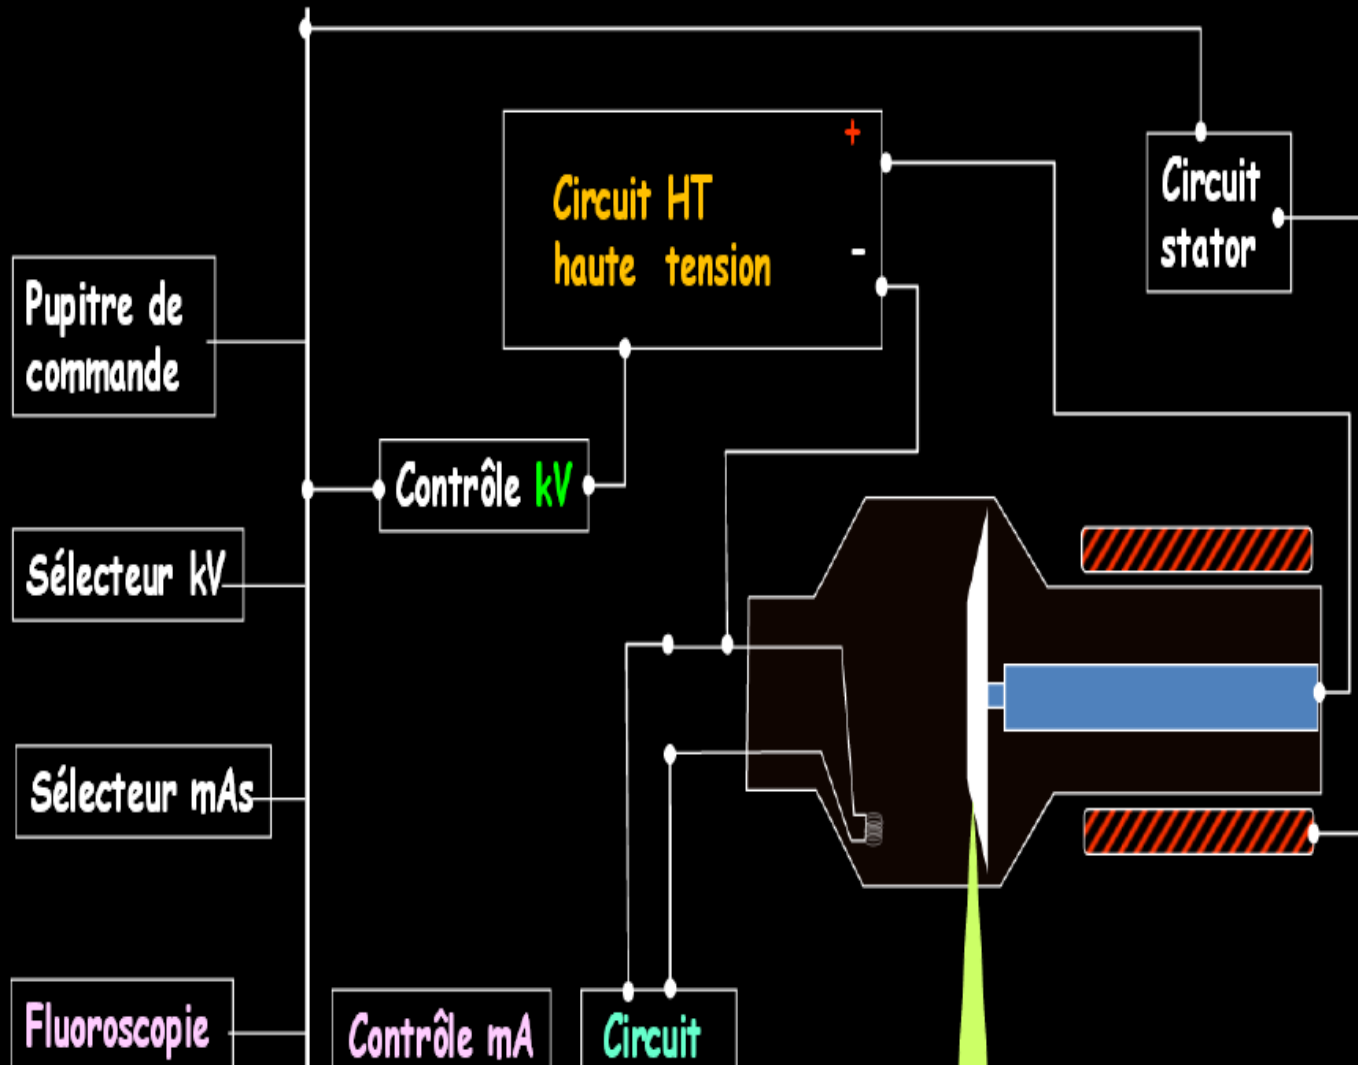 +
Circuit HT
haute tension
-
Circuit
stator
Pupitre de
commande
Contrôle kV
Sélecteur kV
Sélecteur mAs
Fluoroscopie
Contrôle mA
Circuit